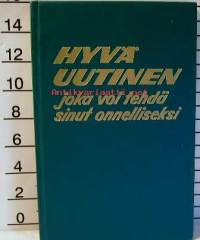 14
12
10
8
6
4
2
0
HYVÄ
UUTINEN
joka voi tehdä
sinut onnelliseksi